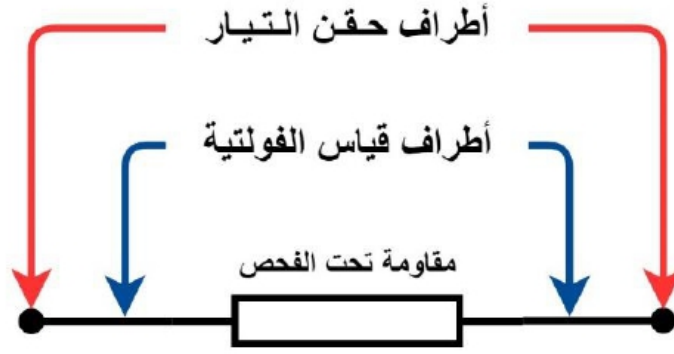 أطراف حقن التيار
أطراف قياس الفولتية
مقاومة تحت الفحص